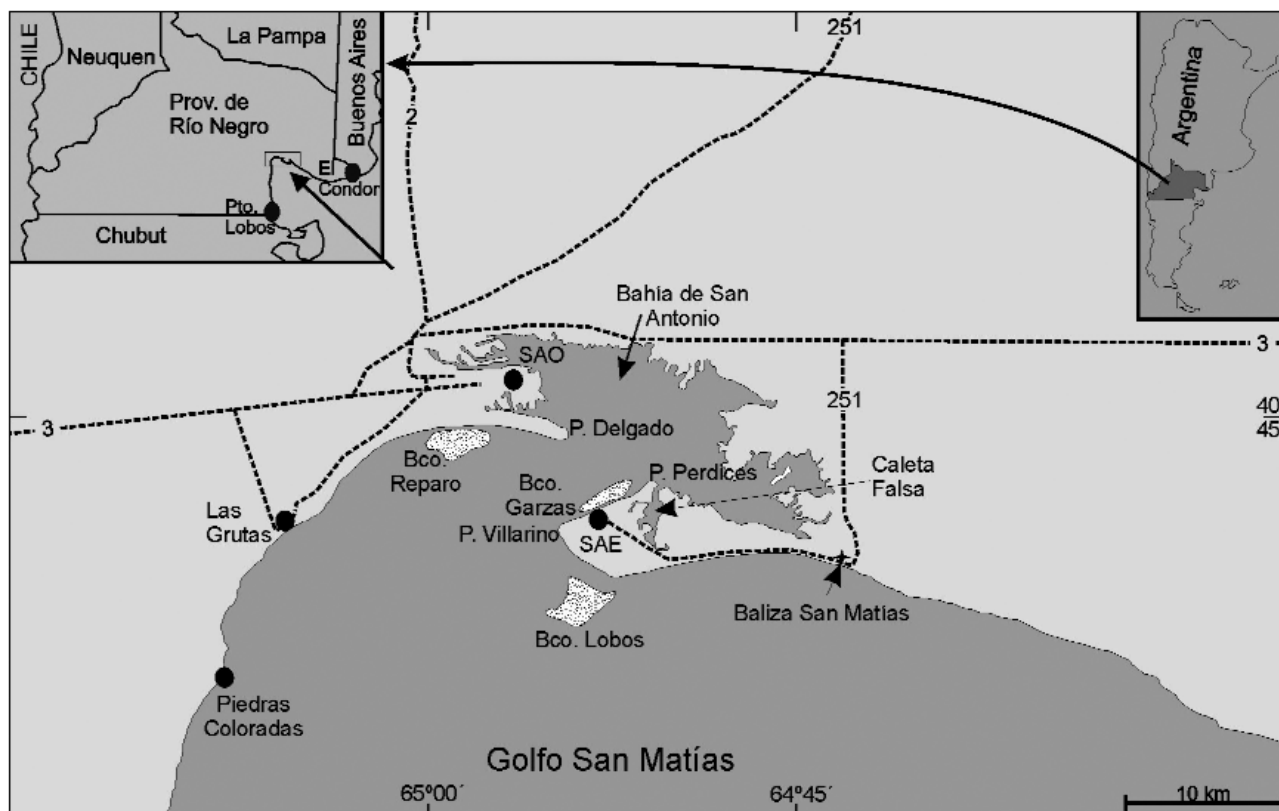 CHILE
Neuquen
La Pampa
Buenos Aires
Prov. de
Río Negro
El
Condor
Pto.
Lobos
Chubut
2
251
Argentina
Bahía de San
Antonio
SAO
3
3
251
40
45
P. Delgado
Bco.
Reparo
P. Perdices
Caleta
Falsa
Bco.
Garzas
Las
Grutas
P. Villarino
SAE
Baliza San Matías
Bco. Lobos
Piedras
Coloradas
Golfo San Matías
65º00´
64º45´
10 km